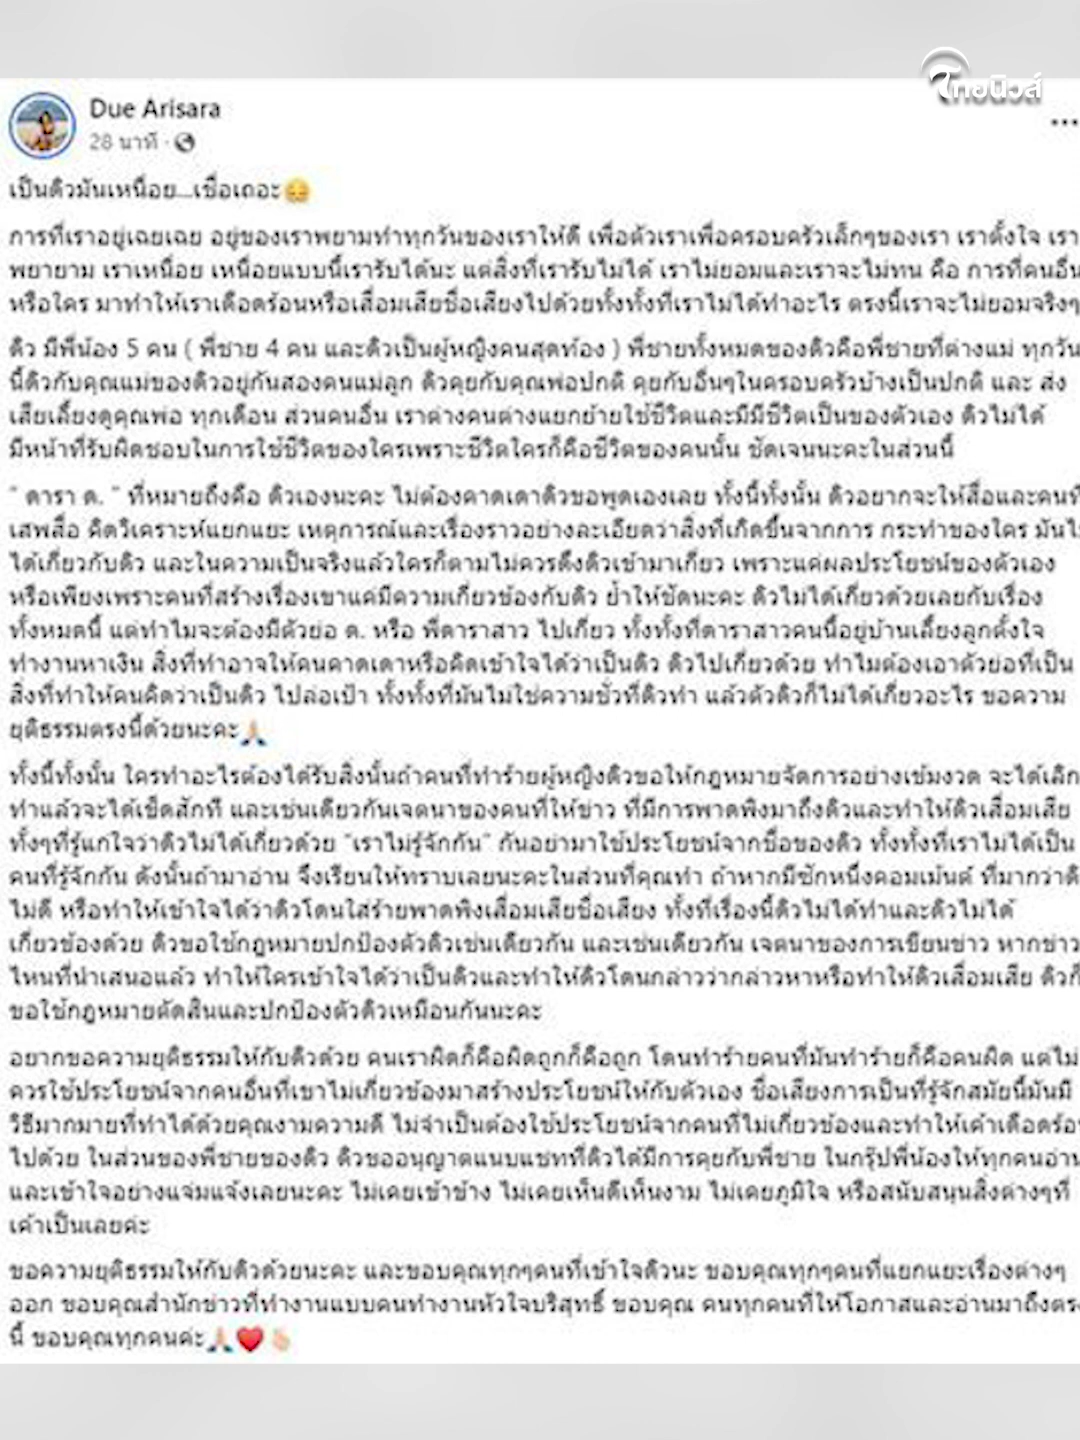 ไทอนิวส์
Due Arisara
28 นาที ·
เป็นดิวมันเหนื่อย...เชื่อเถอะ😔
การที่เราอยู่เฉยเฉย อยู่ของเราพยามทำทุกวันของเราให้ดี เพื่อตัวเราเพื่อครอบครัวเล็กๆของเรา เราตั้งใจ เรา
พยายาม เราเหนื่อย เหนื่อยแบบนี้เรารับได้นะ แต่สิ่งที่เรารับไม่ได้ เราไม่ยอมและเราจะไม่ทน คือ การที่คนอื่น
หรือใคร มาทำให้เราเดือดร้อนหรือเสื่อมเสียชื่อเสียงไปด้วยทั้งทั้งที่เราไม่ได้ทำอะไร ตรงนี้เราจะไม่ยอมจริงๆ
ดิว มีพี่น้อง 5 คน ( พี่ชาย 4 คน และดิวเป็นผู้หญิงคนสุดท้อง ) พี่ชายทั้งหมดของดิวคือพี่ชายที่ต่างแม่ ทุกวัน
นี้ดิวกับคุณแม่ของดิวอยู่กันสองคนแม่ลูก ดิวคุยกับคุณพ่อปกติ คุยกับอื่นๆในครอบครัวบ้างเป็นปกติ และ ส่ง
เสียเลี้ยงดูคุณพ่อ ทุกเดือน ส่วนคนอื่น เราต่างคนต่างแยกย้ายใช้ชีวิตและมีมีชีวิตเป็นของตัวเอง ดิวไม่ได้
มีหน้าที่รับผิดชอบในการใช้ชีวิตของใครเพราะชีวิตใครก็คือชีวิตของคนนั้น ชัดเจนนะคะในส่วนนี้
" ดารา ด. " ที่หมายถึงคือ ดิวเองนะคะ ไม่ต้องคาดเดาดิวขอพูดเองเลย ทั้งนี้ทั้งนั้น ดิวอยากจะให้สื่อและคนที่
เสพสื่อ คิดวิเคราะห์แยกแยะ เหตุการณ์และเรื่องราวอย่างละเอียดว่าสิ่งที่เกิดขึ้นจากการ กระทำของใคร มันไม่
ได้เกี่ยวกับดิว และในความเป็นจริงแล้วใครก็ตามไม่ควรดึงดิวเข้ามาเกี่ยว เพราะแค่ผลประโยชน์ของตัวเอง
หรือเพียงเพราะคนที่สร้างเรื่องเขาแค่มีความเกี่ยวข้องกับดิว ย้ำให้ชัดนะคะ ดิวไม่ได้เกี่ยวด้วยเลยกับเรื่อง
ทั้งหมดนี้ แต่ทำไมจะต้องมีตัวย่อ ด. หรือ พี่ดาราสาว ไปเกี่ยว ทั้งทั้งที่ดาราสาวคนนี้อยู่บ้านเลี้ยงลูกตั้งใจ
ทำงานหาเงิน สิ่งที่ทำอาจให้คนคาดเดาหรือคิดเข้าใจได้ว่าเป็นดิว ดิวไปเกี่ยวด้วย ทำไมต้องเอาตัวย่อที่เป็น
สิ่งที่ทำให้คนคิดว่าเป็นดิว ไปล่อเป้า ทั้งทั้งที่มันไม่ใช่ความชั่วที่ดิวทำ แล้วตัวดิวก็ไม่ได้เกี่ยวอะไร ขอความ
ยุติธรรมตรงนี้ด้วยนะคะ🙏🏻
ทั้งนี้ทั้งนั้น ใครทำอะไรต้องได้รับสิ่งนั้นถ้าคนที่ทำร้ายผู้หญิงดิวขอให้กฎหมายจัดการอย่างเข้มงวด จะได้เลิก
ทำแล้วจะได้เข็ดสักที และเช่นเดียวกันเจตนาของคนที่ให้ข่าว ที่มีการพาดพิงมาถึงดิวและทำให้ดิวเสื่อมเสีย
ทั้งๆที่รู้แก่ใจว่าดิวไม่ได้เกี่ยวด้วย "เราไม่รู้จักกัน" กันอย่ามาใช้ประโยชน์จากชื่อของดิว ทั้งทั้งที่เราไม่ได้เป็น
คนที่รู้จักกัน ดังนั้นถ้ามาอ่าน จึงเรียนให้ทราบเลยนะคะในส่วนที่คุณทำ ถ้าหากมีซักหนึ่งคอมเม้นต์ ที่มากว่าดิว
ไม่ดี หรือทำให้เข้าใจได้ว่าดิวโดนใส่ร้ายพาดพิงเสื่อมเสียชื่อเสียง ทั้งที่เรื่องนี้ดิวไม่ได้ทำและดิวไม่ได้
เกี่ยวข้องด้วย ดิวขอใช้กฎหมายปกป้องตัวดิวเช่นเดียวกัน และเช่นเดียวกัน เจตนาของการเขียนข่าว หากข่าว
ไหนที่นำเสนอแล้ว ทำให้ใครเข้าใจได้ว่าเป็นดิวและทำให้ดิวโดนกล่าวว่ากล่าวหาหรือทำให้ดิวเสื่อมเสีย ดิวก็
ขอใช้กฎหมายตัดสินและปกป้องตัวดิวเหมือนกันนะคะ
อยากขอความยุติธรรมให้กับดิวด้วย คนเราผิดก็คือผิดถูกก็คือถูก โดนทำร้ายคนที่มันทำร้ายก็คือคนผิด แต่ไม่
ควรใช้ประโยชน์จากคนอื่นที่เขาไม่เกี่ยวข้องมาสร้างประโยชน์ให้กับตัวเอง ชื่อเสียงการเป็นที่รู้จักสมัยนี้มันมี
วิธีมากมายที่ทำได้ด้วยคุณงามความดี ไม่จำเป็นต้องใช้ประโยชน์จากคนที่ไม่เกี่ยวข้องและทำให้เค้าเดือดร้อน
ไปด้วย ในส่วนของพี่ชายของดิว ดิวขออนุญาตแนบแชทที่ดิวได้มีการคุยกับพี่ชาย ในกรุ๊ปพี่น้องให้ทุกคนอ่าน
และเข้าใจอย่างแจ่มแจ้งเลยนะคะ ไม่เคยเข้าข้าง ไม่เคยเห็นดีเห็นงาม ไม่เคยภูมิใจ หรือสนับสนุนสิ่งต่างๆที่
เค้าเป็นเลยค่ะ
ขอความยุติธรรมให้กับดิวด้วยนะคะ และขอบคุณทุกๆคนที่เข้าใจดิวนะ ขอบคุณทุกๆคนที่แยกแยะเรื่องต่างๆ
ออก ขอบคุณสำนักข่าวที่ทำงานแบบคนทำงานหัวใจบริสุทธิ์ ขอบคุณ คนทุกคนที่ให้โอกาสและอ่านมาถึงตรง
นี้ ขอบคุณทุกคนค่ะ🙏🏻❤️🫰🏻